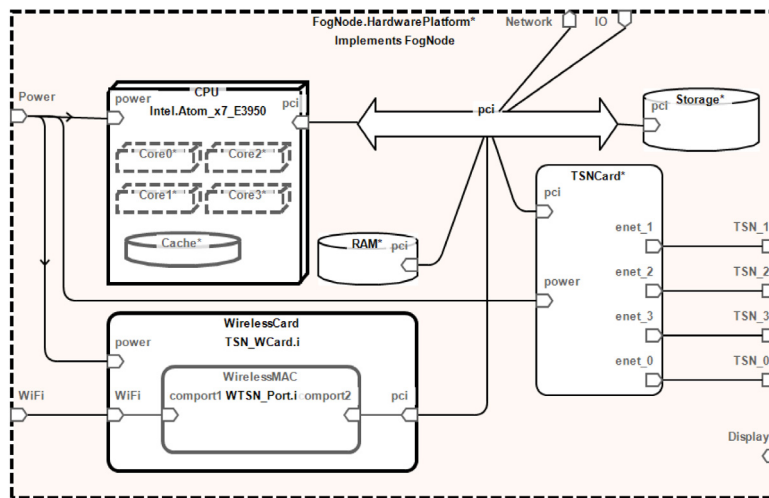 FogNode.HardwarePlatform*
Implements FogNode
Network
IO
Power
CPU
power
Intel.Atom_x7_E3950
pci
pci
Storage*
pci
Core0*
Core2*
Core1*
Core3*
Cache*
RAM*
pci
TSNCard*
pci
enet_1
TSN_1
enet_2
TSN_2
power
enet_3
TSN_3
enet_0
TSN_0
WirelessCard
TSN_WCard.i
power
WirelessMAC
WiFi
WiFi
comport1
WTSN_Port.i
comport2
pci
Display